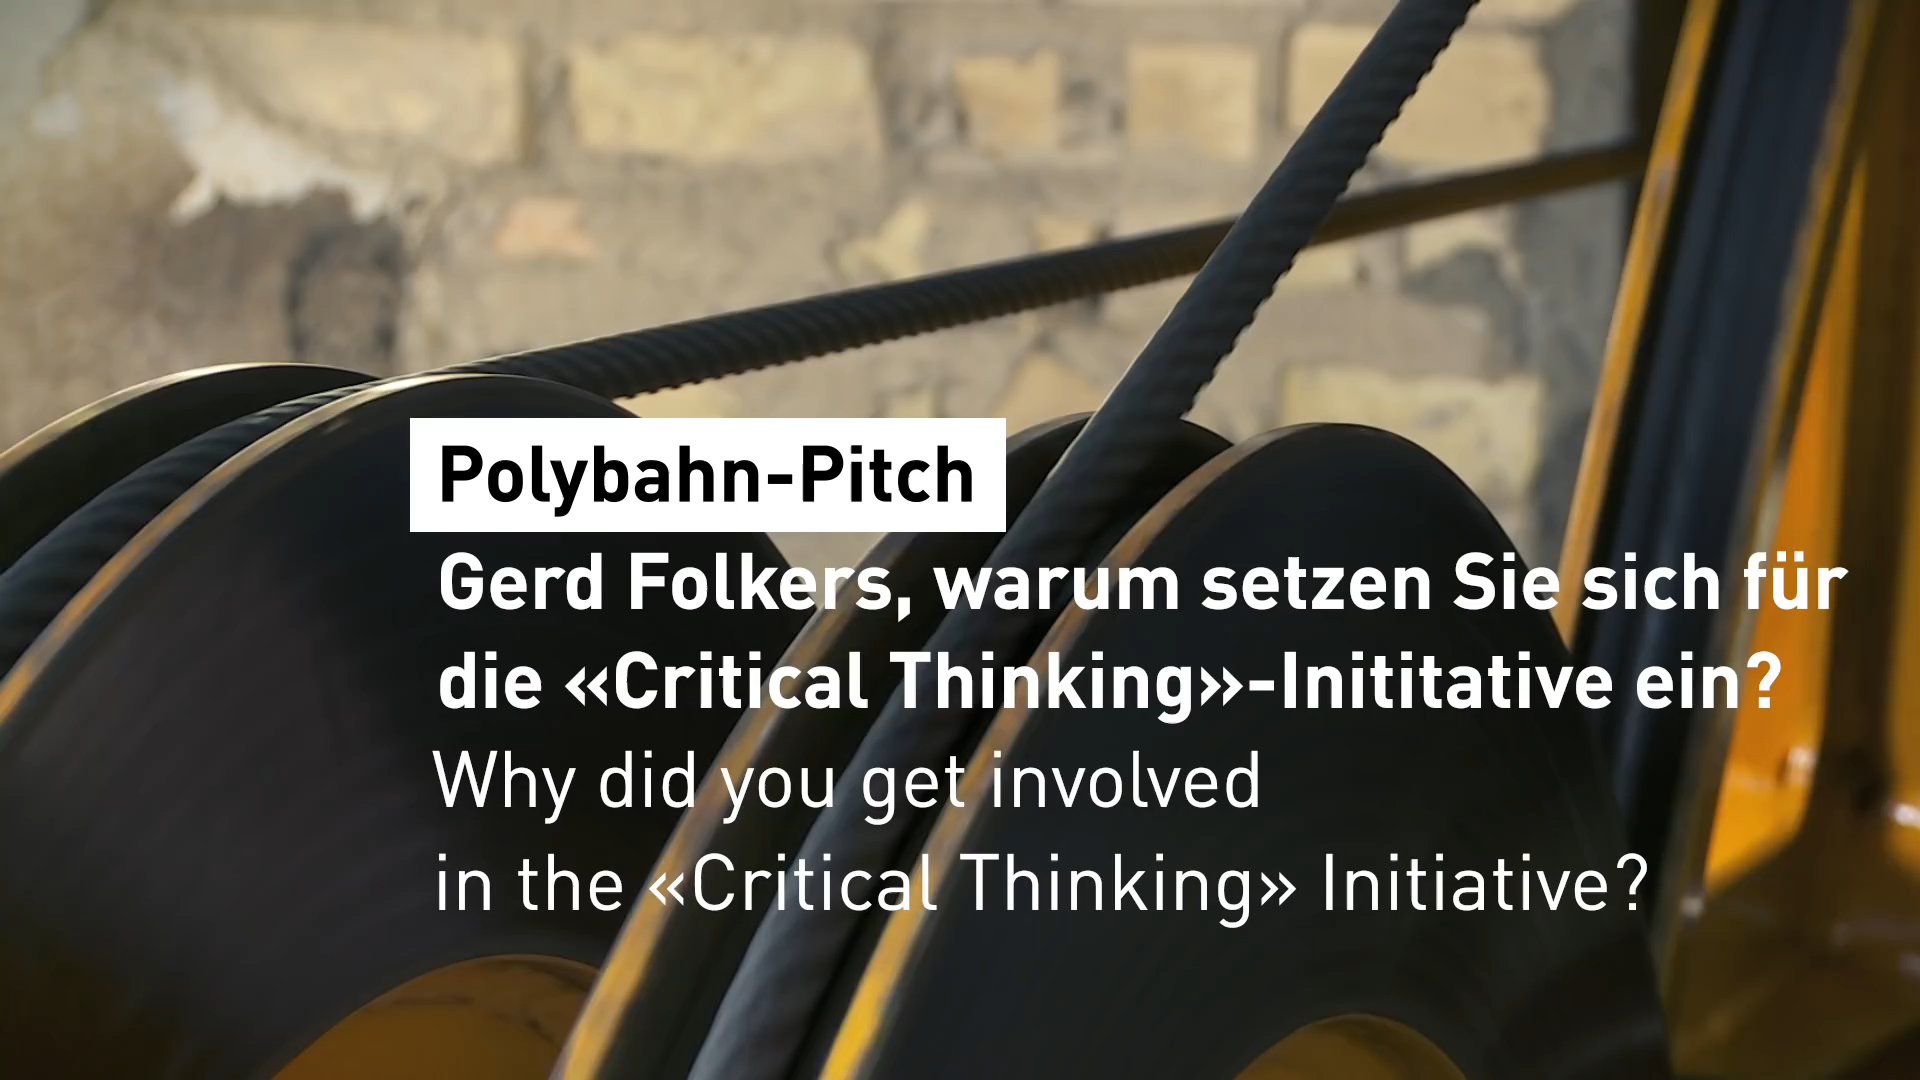 Polybahn-Pitch
Gerd Folkers, warum setzen Sie sich für
die «Critical Thinking»-Inititative ein?
Why did you get involved
in the «Critical Thinking» Initiative?